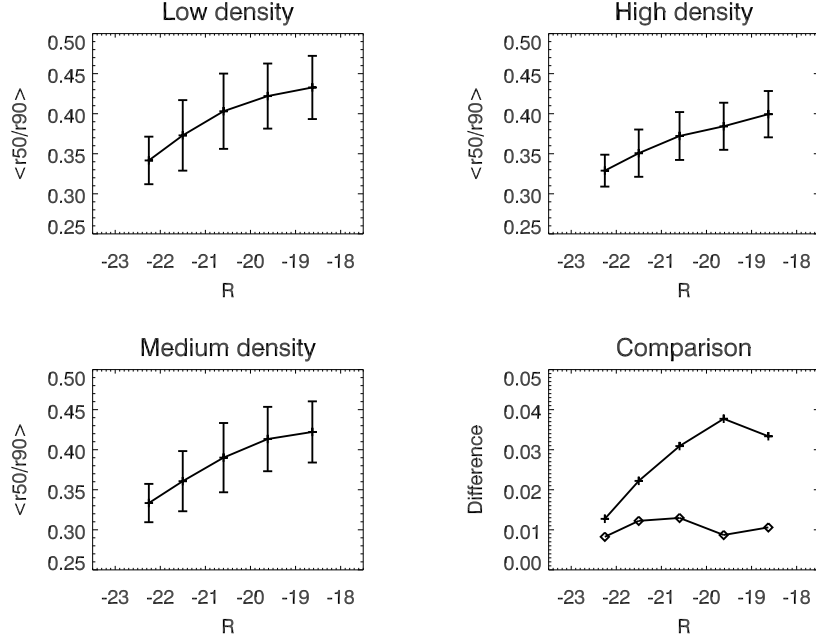 Low density
0.50
0.45
0.40
0.35
0.30
0.25
<r50/r90>
-23 -22 -21 -20 -19 -18
R
High density
0.50
0.45
0.40
0.35
0.30
0.25
<r50/r90>
-23 -22 -21 -20 -19 -18
R
Medium density
0.50
0.45
0.40
0.35
0.30
0.25
<r50/r90>
-23 -22 -21 -20 -19 -18
R
Comparison
0.05
0.04
0.03
0.02
0.01
0.00
Difference
-23 -22 -21 -20 -19 -18
R